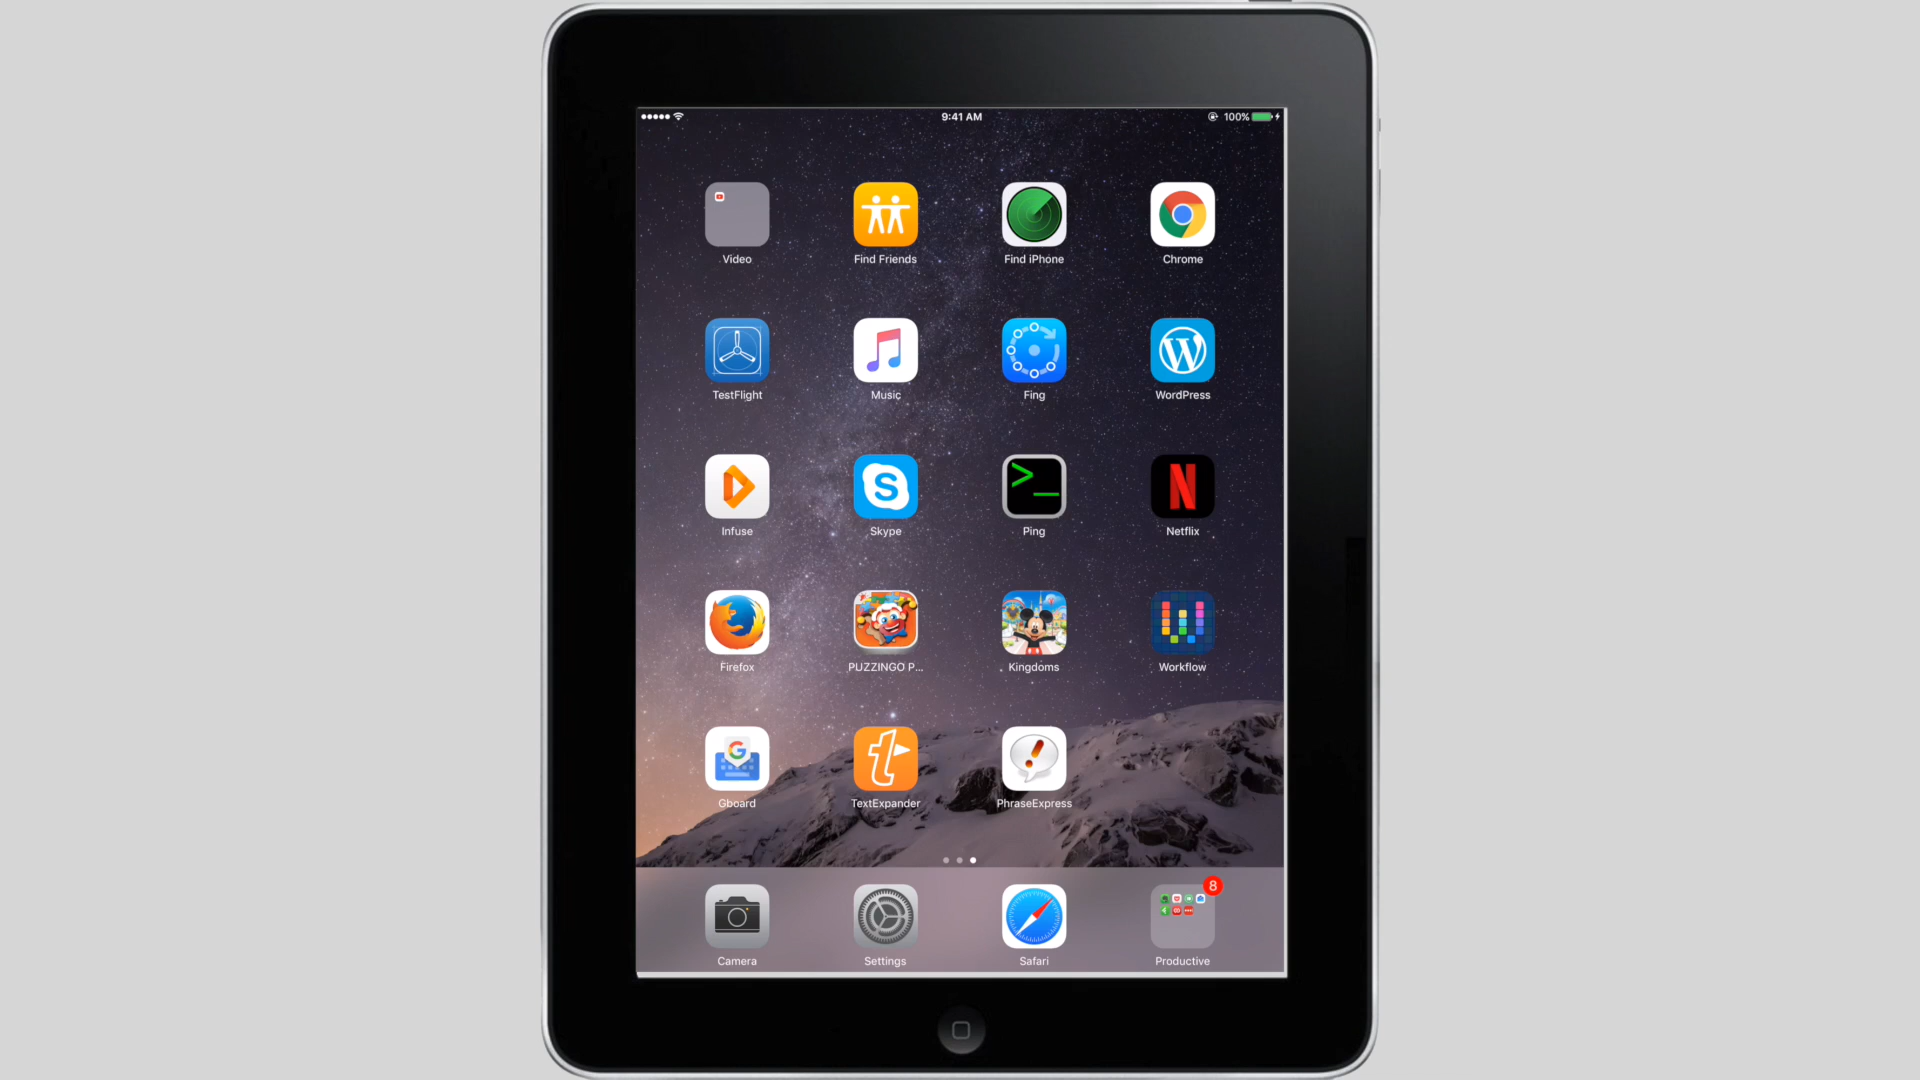 9:41 AM 100%
Video Find Friends Find iPhone Chrome
TestFlight Music Fing WordPress
Infuse Skype Ping Netflix
Firefox PUZZINGO P... Kingdoms Workflow
Gboard TextExpander PhraseExpress
8
Camera Settings Safari Productive